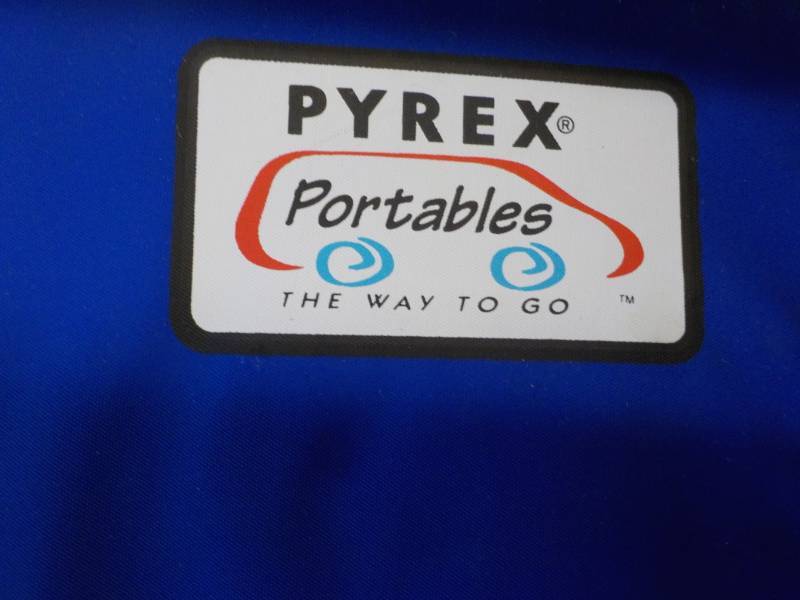 PYREX®
Portables
THE WAY TO GO ™